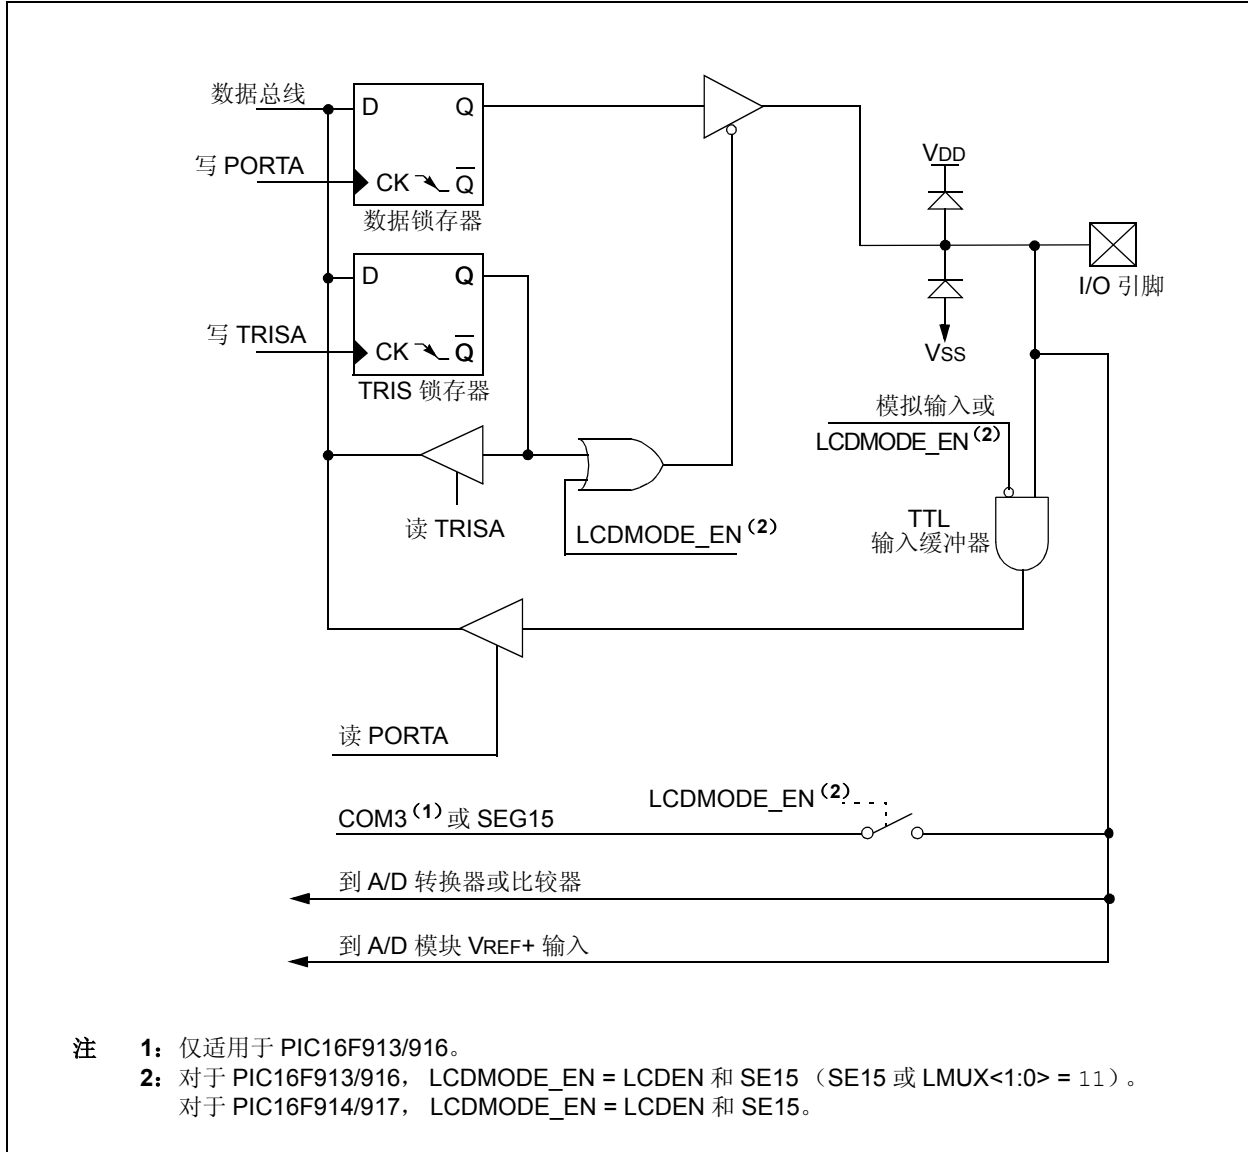 数据总线
D Q
写 PORTA
CK Q
数据锁存器
VDD
I/O 引脚
D Q
写 TRISA
CK Q
TRIS 锁存器
VSS
模拟输入或
LCDMODE_EN（2）
读 TRISA
LCDMODE_EN（2）
TTL
输入缓冲器
读 PORTA
LCDMODE_EN（2）
COM3（1）或 SEG15
到 A/D 转换器或比较器
到 A/D 模块 VREF+ 输入
注 1：仅适用于 PIC16F913/916。
2：对于 PIC16F913/916， LCDMODE_EN = LCDEN 和 SE15 （SE15 或 LMUX<1:0> = 11）。
对于 PIC16F914/917， LCDMODE_EN = LCDEN 和 SE15。